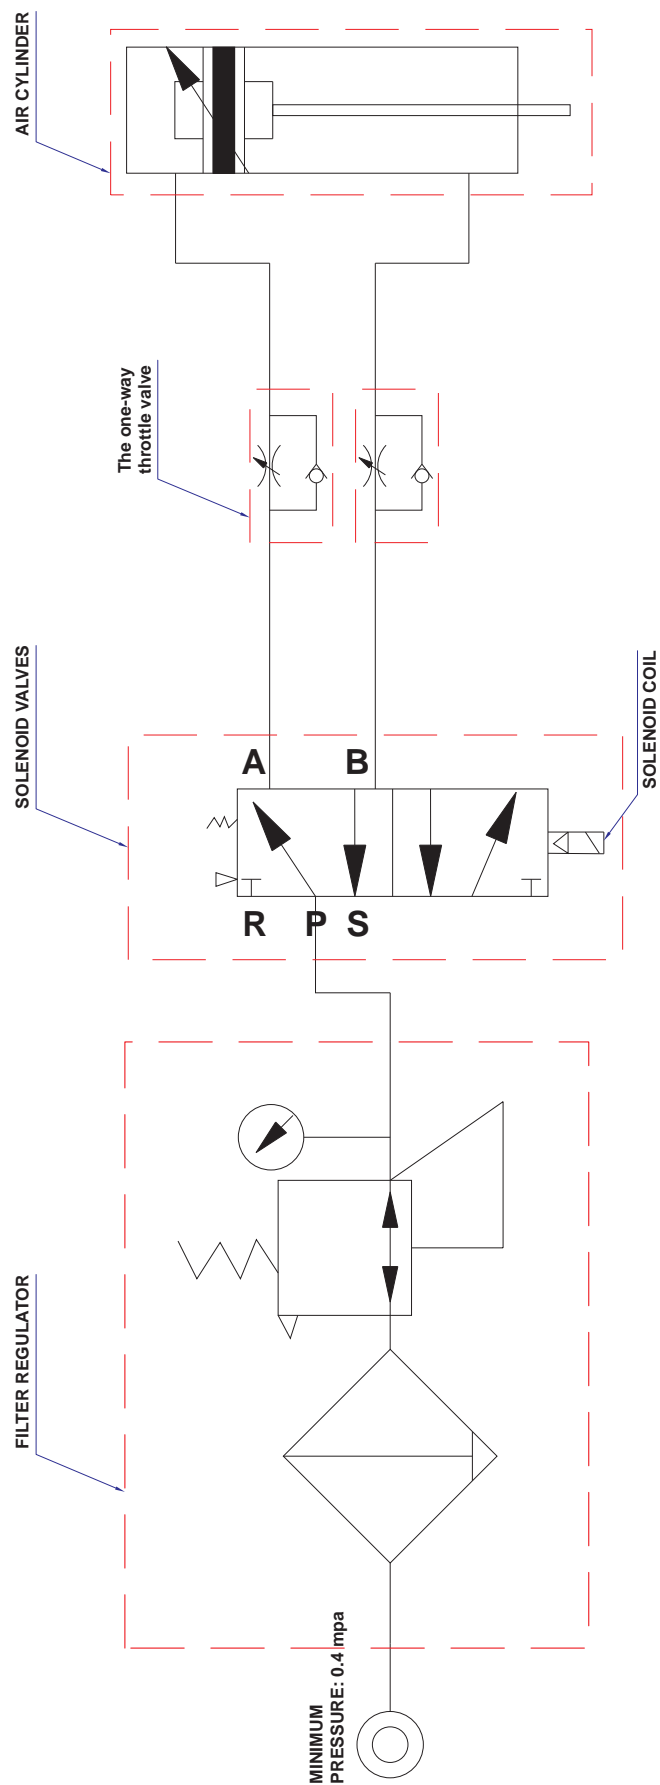 AIR CYLINDER
The one-way
throttle valve
SOLENOID VALVES
SOLENOID COIL
A
B
R
P
S
FILTER REGULATOR
MINIMUM
PRESSURE: 0.4 mpa